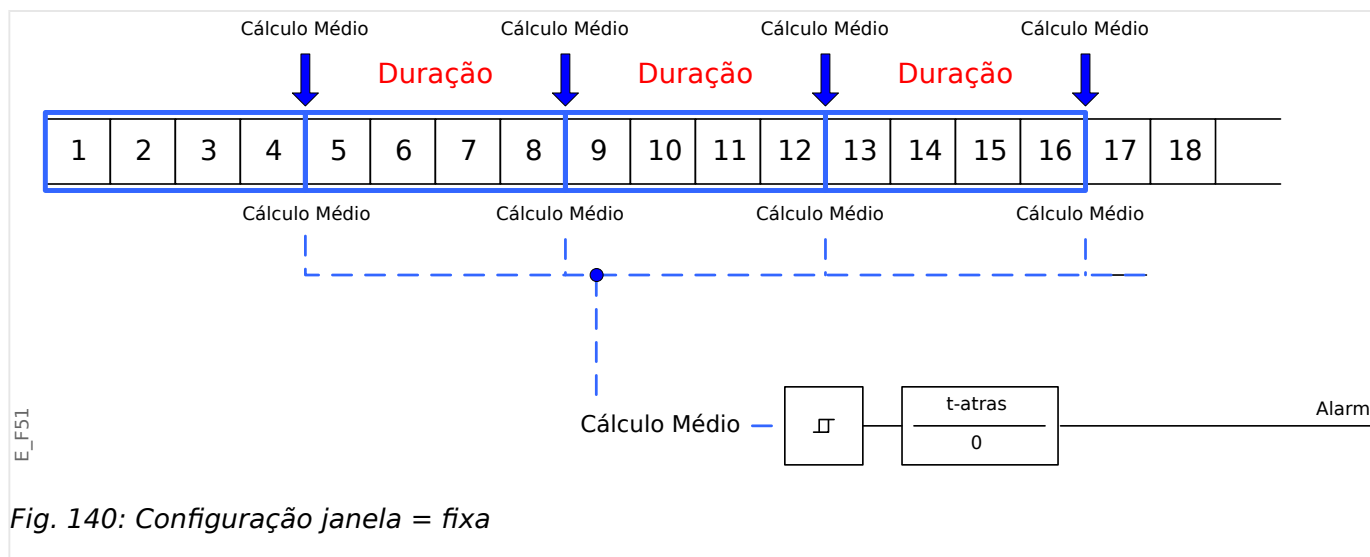 Cálculo Médio Cálculo Médio Cálculo Médio Cálculo Médio
Duração Duração Duração
1 2 3 4 5 6 7 8 9 10 11 12 13 14 15 16 17 18
Cálculo Médio Cálculo Médio Cálculo Médio Cálculo Médio
t-atras
Alarm
Cálculo Médio
0
E_F51
Fig. 140: Configuração janela = fixa